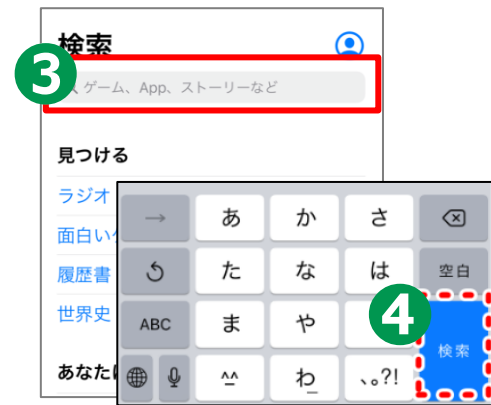 検索
3
ゲーム、App、ストーリーなど
見つける
ラジオ
面白い
履歴書
世界史
あなた
→ あ か さ
た な は 空白
ABC ま や
4
検索
^^ わ 、。?!